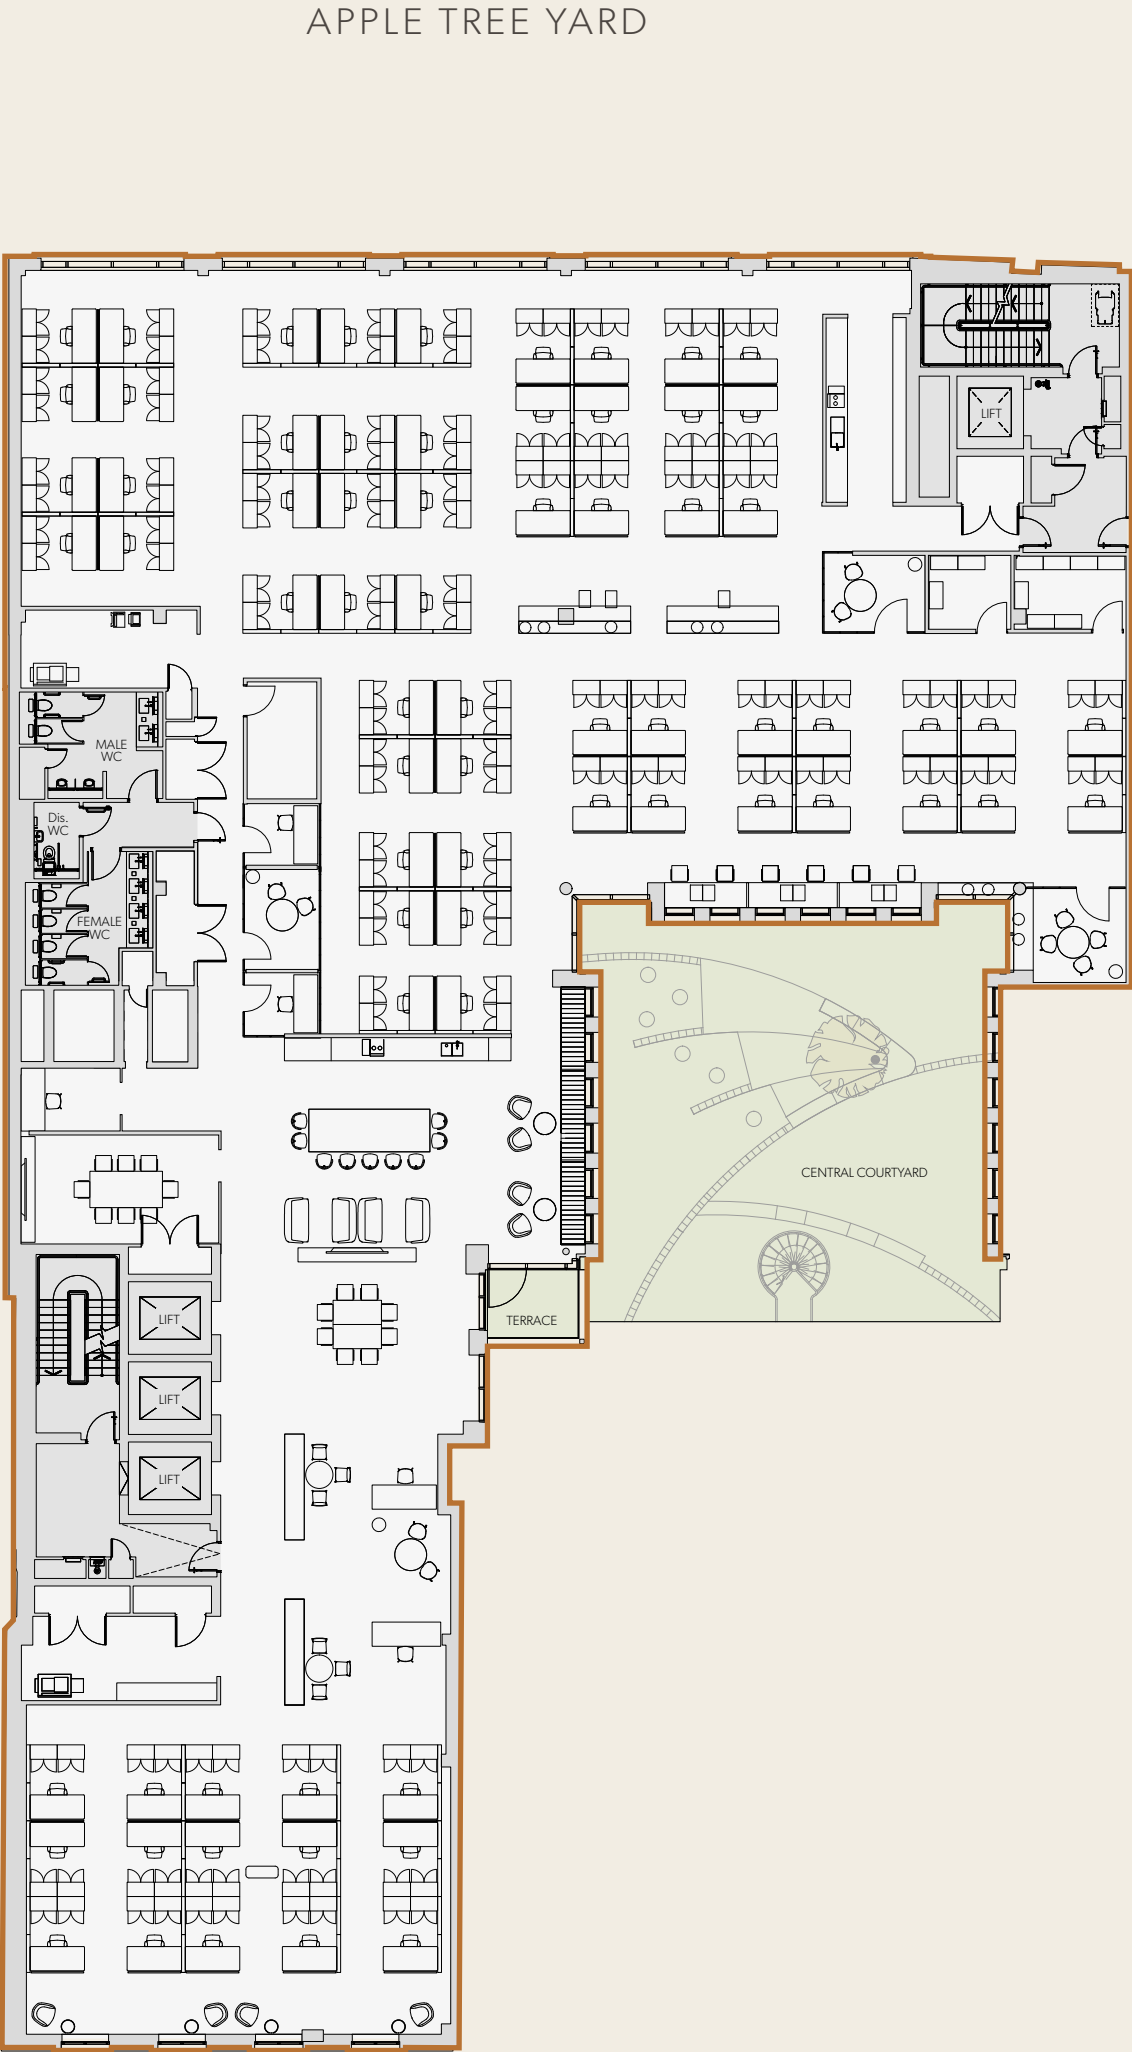 APPLE TREE YARD
LIFT
MALE
WC
Dis.
WC
FEMALE
WC
CENTRAL COURTYARD
TERRACE
LIFT
LIFT
LIFT